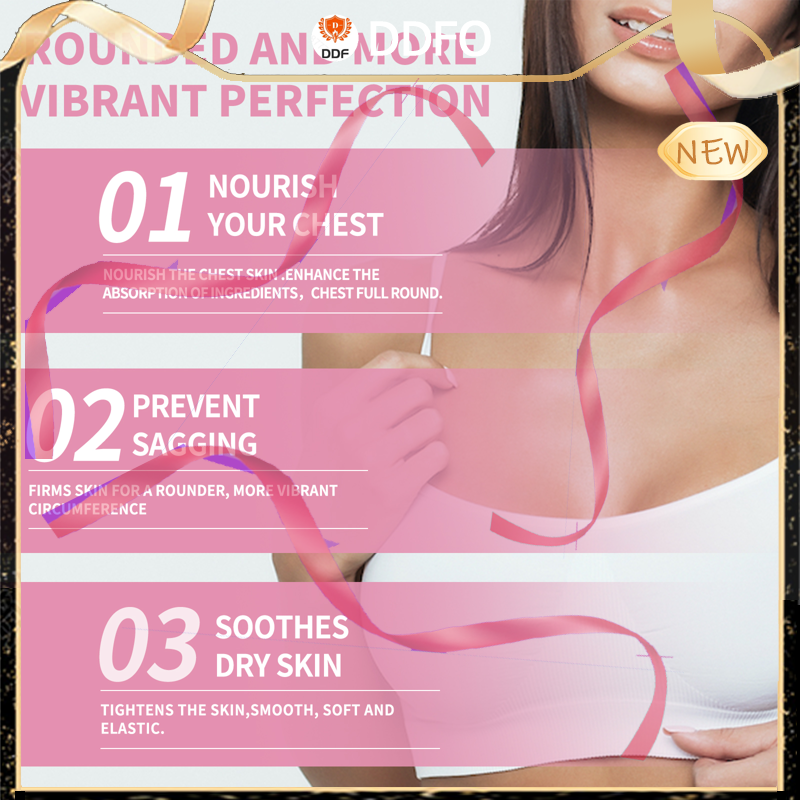 DDFO
D
DDF
ROUNDED AND MORE
VIBRANT PERFECTION
NEW
01
NOURISH
YOUR CHEST
NOURISH THE CHEST SKIN .ENHANCE THE
ABSORPTION OF INGREDIENTS, CHEST FULL ROUND.
02
PREVENT
SAGGING
FIRMS SKIN FOR A ROUNDER, MORE VIBRANT
CIRCUMFERENCE
03
SOOTHES
DRY SKIN
TIGHTENS THE SKIN,SMOOTH, SOFT AND
ELASTIC.